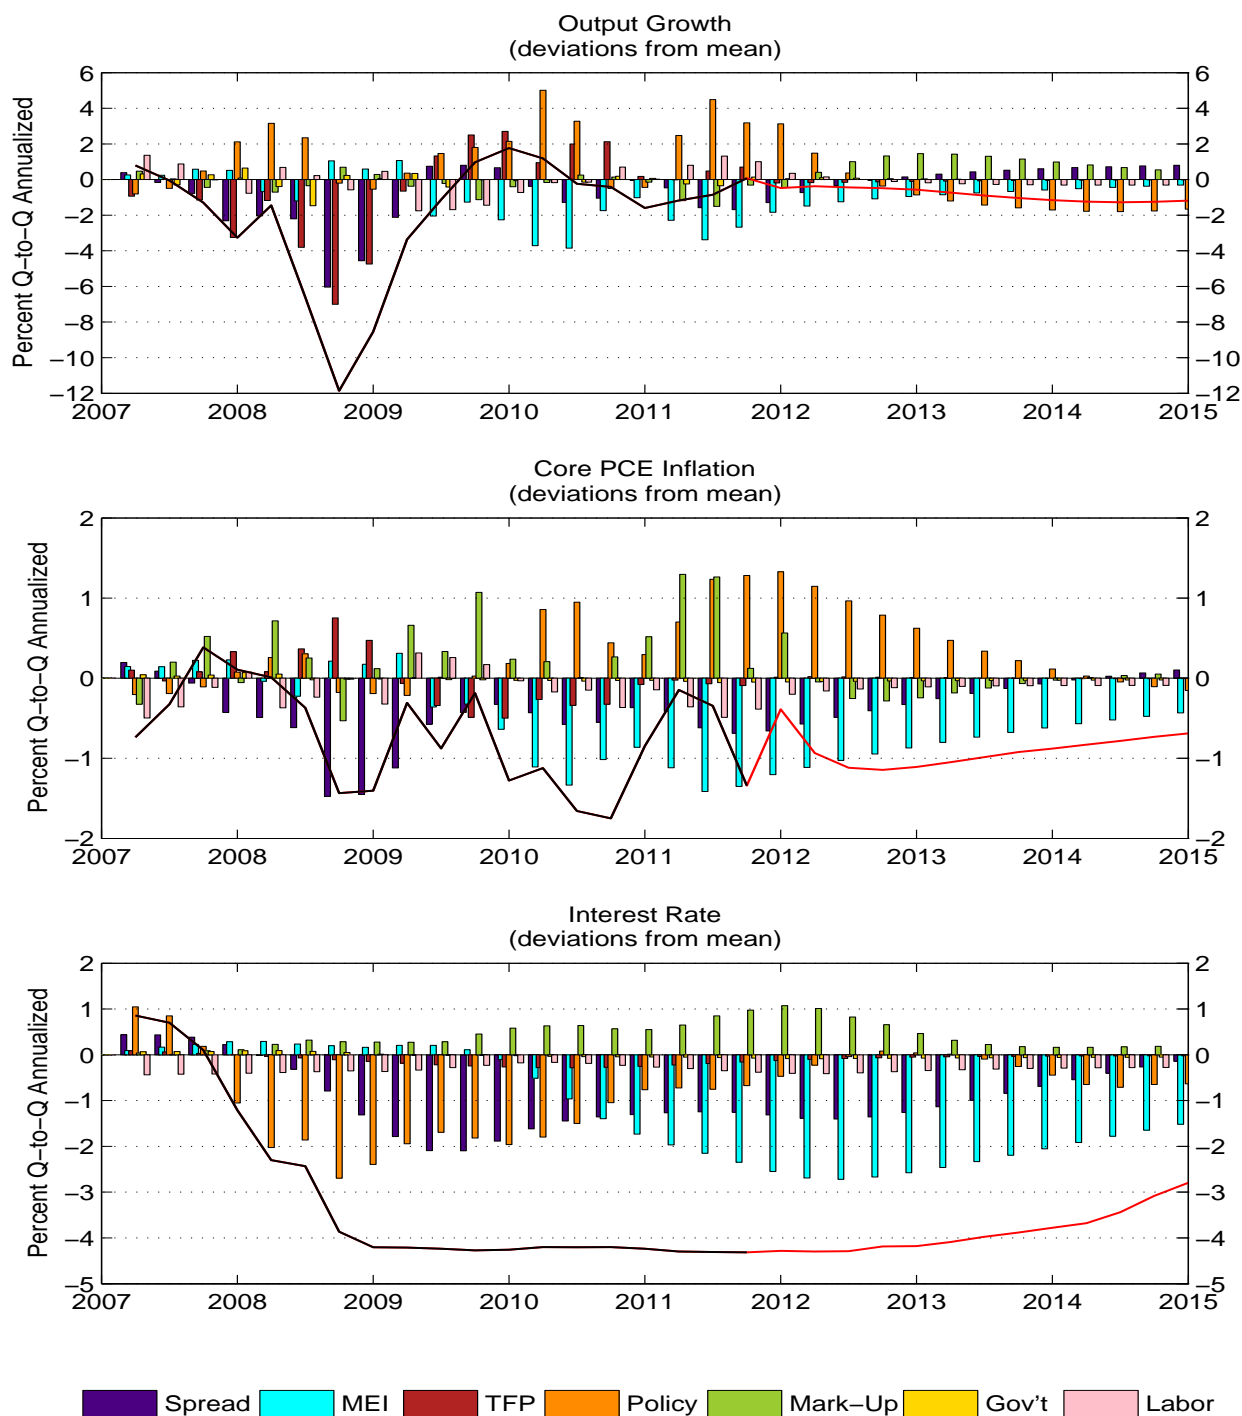 Output Growth
(deviations from mean)
Percent Q−to−Q Annualized
6 6
4 4
2 2
0 0
−2 −2
−4 −4
−6 −6
−8 −8
−10 −10
−12 −12
2007 2008 2009 2010 2011 2012 2013 2014 2015
Core PCE Inflation
(deviations from mean)
Percent Q−to−Q Annualized
2 2
1 1
0 0
−1 −1
−2 −2
2007 2008 2009 2010 2011 2012 2013 2014 2015
Interest Rate
(deviations from mean)
Percent Q−to−Q Annualized
2 2
1 1
0 0
−1 −1
−2 −2
−3 −3
−4 −4
−5 −5
2007 2008 2009 2010 2011 2012 2013 2014 2015
Spread MEI TFP Policy Mark−Up Gov't Labor